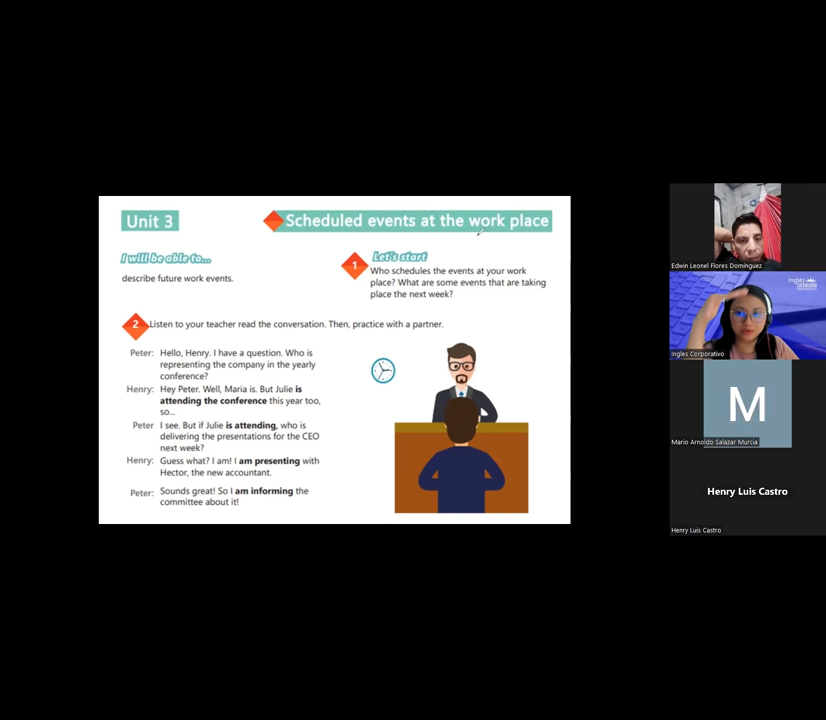 Unit 3
Scheduled events at the work place
I will be able to...
describe future work events.
1
Let's start
Who schedules the events at your work
place? What are some events that are taking
place the next week?
2
Listen to your teacher read the conversation. Then, practice with a partner.
Peter: Hello, Henry. I have a question. Who is
representing the company in the yearly
conference?
Henry: Hey Peter. Well, Maria is. But Julie is
attending the conference this year too,
so...
Peter I see. But if Julie is attending, who is
delivering the presentations for the CEO
next week?
Henry: Guess what? I am! I am presenting with
Hector, the new accountant.
Peter: Sounds great! So I am informing the
committee about it!
Edwin Leonel Flores Dominguez
Ingles Corporativo
M
Mario Arnoldo Salazar Murcia
Henry Luis Castro
Henry Luis Castro